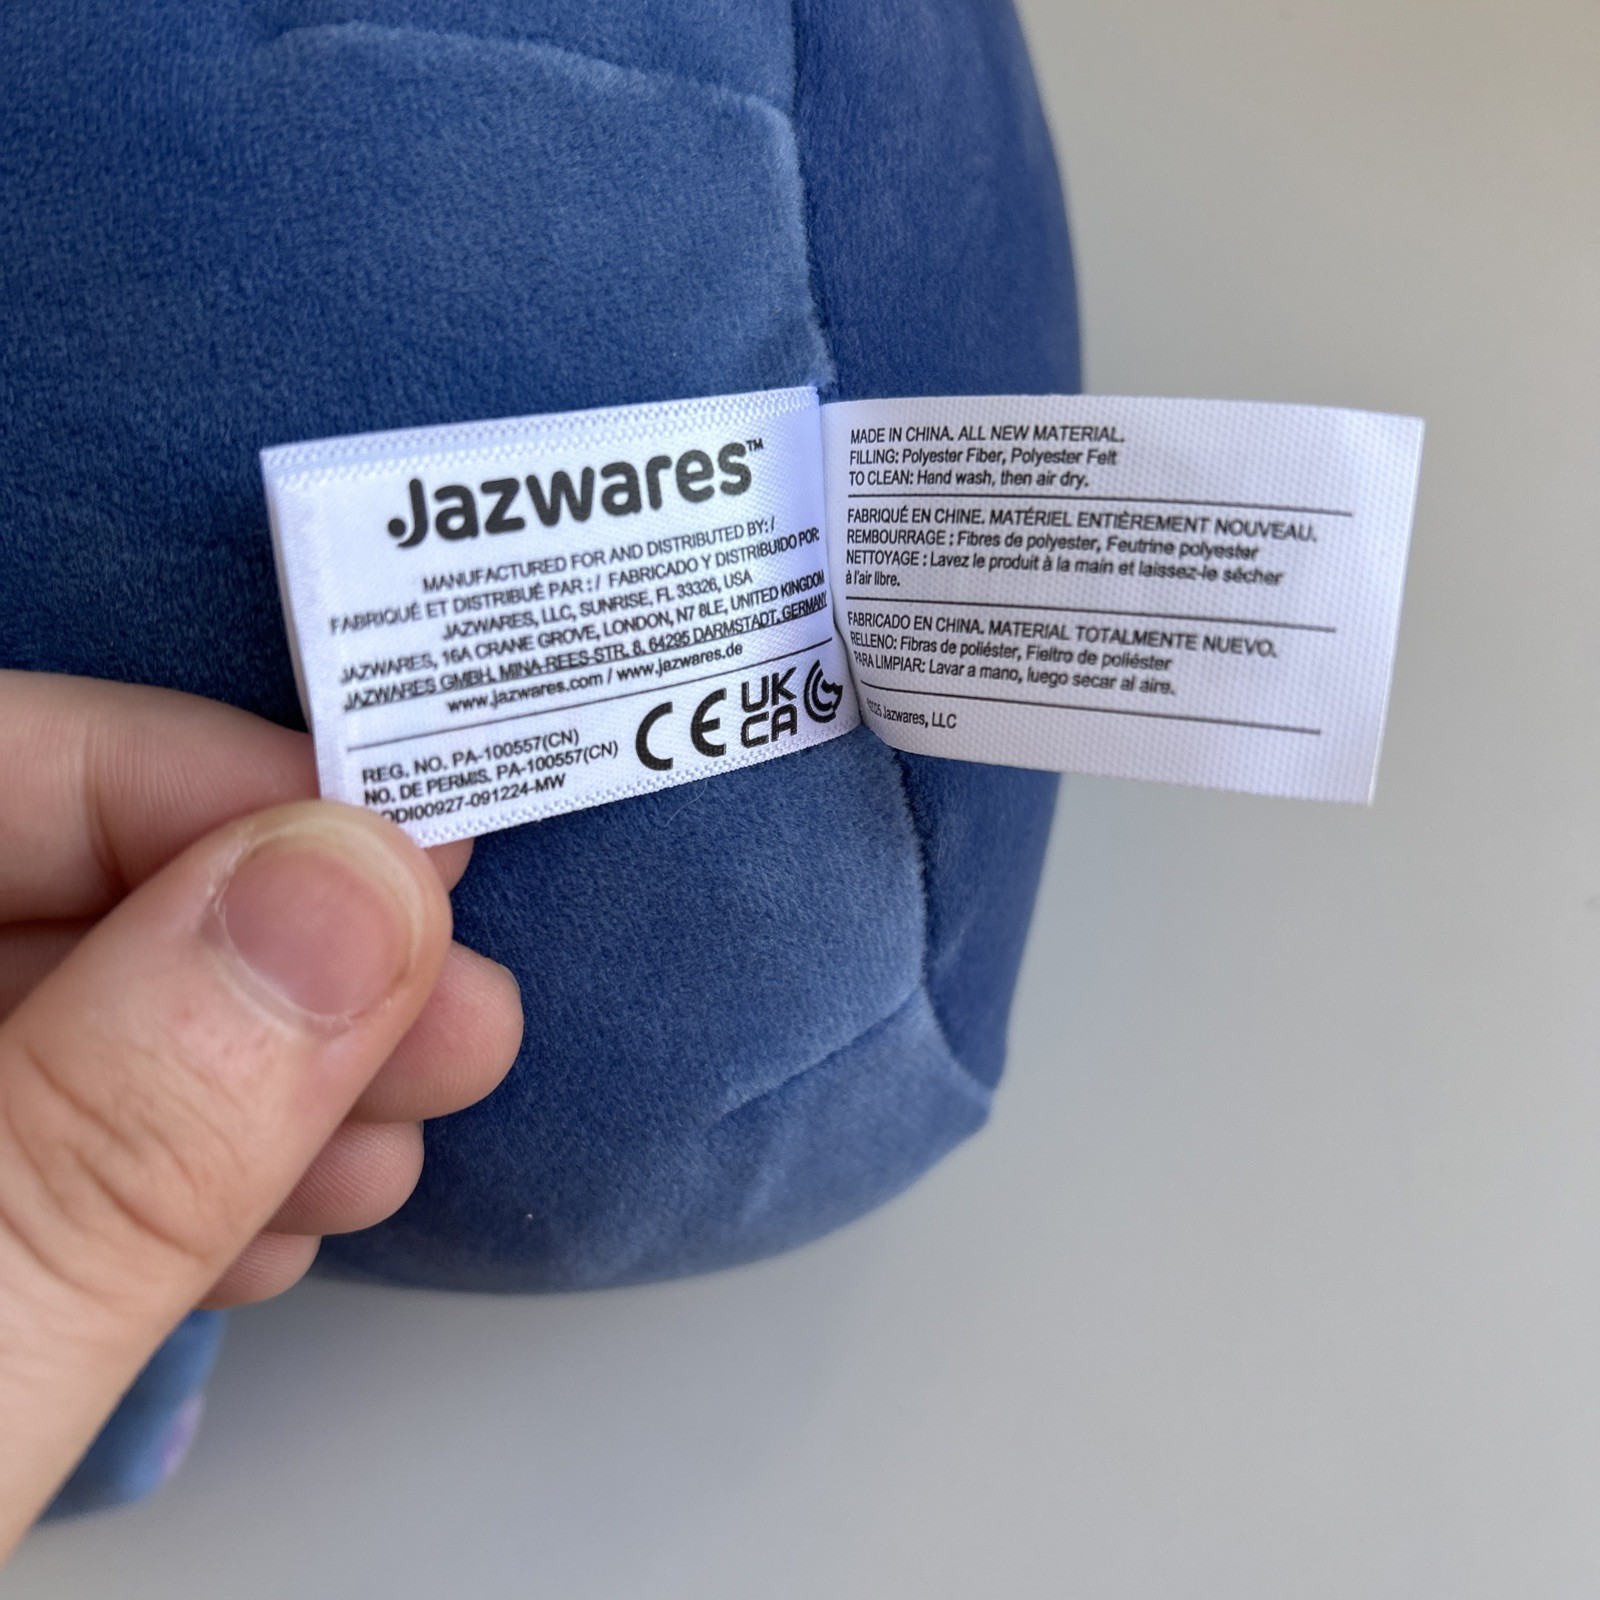 Jazwares™
MANUFACTURED FOR AND DISTRIBUTED BY: /
FABRIQUÉ ET DISTRIBUÉ PAR : / FABRICADO Y DISTRIBUIDO POR:
JAZWARES, LLC, SUNRISE, FL 33326, USA
JAZWARES, 16A CRANE GROVE, LONDON, N7 8LE, UNITED KINGDOM
JAZWARES GMBH, MINA-REES-STR. 8, 64295 DARMSTADT, GERMANY
www.jazwares.com / www.jazwares.de
REG. NO. PA-100557(CN)
NO. DE PERMIS. PA-100557(CN)
CE UK CA
MADE IN CHINA. ALL NEW MATERIAL.
FILLING: Polyester Fiber, Polyester Felt
TO CLEAN: Hand wash, then air dry.
FABRIQUÉ EN CHINE. MATÉRIEL ENTIÈREMENT NOUVEAU.
REMBOURRAGE : Fibres de polyester, Feutrine polyester
NETTOYAGE : Lavez le produit à la main et laissez-le sécher
à l'air libre.
FABRICADO EN CHINA. MATERIAL TOTALMENTE NUEVO.
RELLENO: Fibras de poliéster, Fieltro de poliéster
PARA LIMPIAR: Lavar a mano, luego secar al aire.
Jazwares, LLC